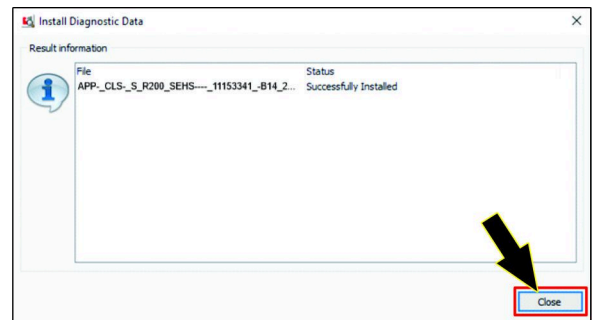 Install Diagnostic Data
Result information
File Status
APP-_CLS-_S_R200_SEHS----_11153341_-B14_2... Successfully Installed
Close